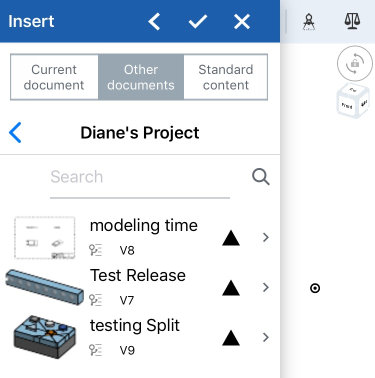 Insert
Current document
Other documents
Standard content
Diane's Project
Search
modeling time
V8
Test Release
V7
testing Split
V9